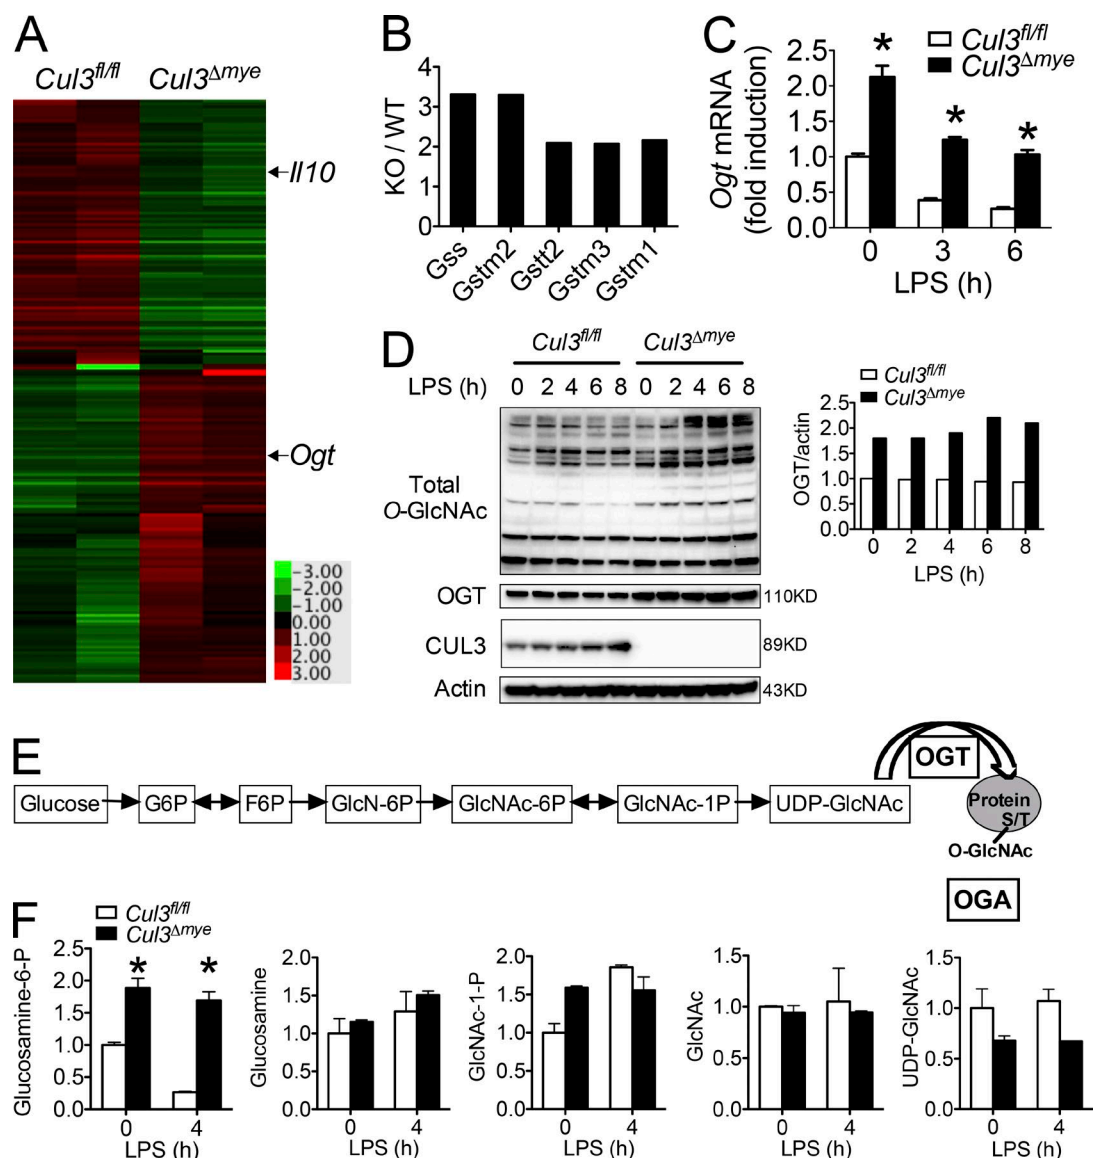 A
Cul3fl/fl Cul3Δmye
Il10
Ogt
-3.00
-2.00
-1.00
0.00
1.00
2.00
3.00
B
KO / WT
4
3
2
1
0
Gss
Gstm2
Gstt2
Gstm3
Gstm1
C
Cul3fl/fl
Cul3Δmye
Ogt mRNA
(fold induction)
2.5
2.0
1.5
1.0
0.5
0.0
* * *
0 3 6
LPS (h)
D
Cul3fl/fl Cul3Δmye
LPS (h) 0 2 4 6 8 0 2 4 6 8
Total
O-GlcNAc
OGT 110KD
CUL3 89KD
Actin 43KD
Cul3fl/fl
Cul3Δmye
OGT/actin
2.5
2.0
1.5
1.0
0.5
0.0
0 2 4 6 8
LPS (h)
E
Glucose G6P F6P GlcN-6P GlcNAc-6P GlcNAc-1P UDP-GlcNAc
OGT
Protein
S/T
O-GlcNAc
OGA
F
Cul3fl/fl
Cul3Δmye
Glucosamine-6-P
2.5
2.0
1.5
1.0
0.5
0.0
* *
0 4
LPS (h)
Glucosamine
2.0
1.5
1.0
0.5
0.0
0 4
LPS (h)
GlcNAc-1-P
2.0
1.5
1.0
0.5
0.0
0 4
LPS (h)
GlcNAc
1.5
1.0
0.5
0.0
0 4
LPS (h)
UDP-GlcNAc
1.5
1.0
0.5
0.0
0 4
LPS (h)